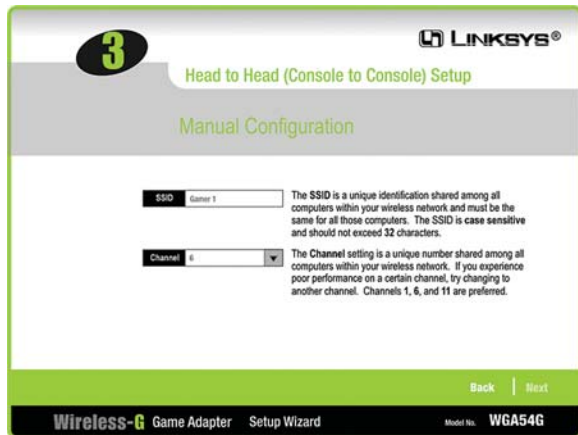 3
LINKSYS®
Head to Head (Console to Console) Setup
Manual Configuration
SSID Gamer 1
The SSID is a unique identification shared among all
computers within your wireless network and must be the
same for all those computers. The SSID is case sensitive
and should not exceed 32 characters.
Channel 6
The Channel setting is a unique number shared among all
computers within your wireless network. If you experience
poor performance on a certain channel, try changing to
another channel. Channels 1, 6, and 11 are preferred.
Back | Next
Wireless-G Game Adapter Setup Wizard Model No. WGA54G